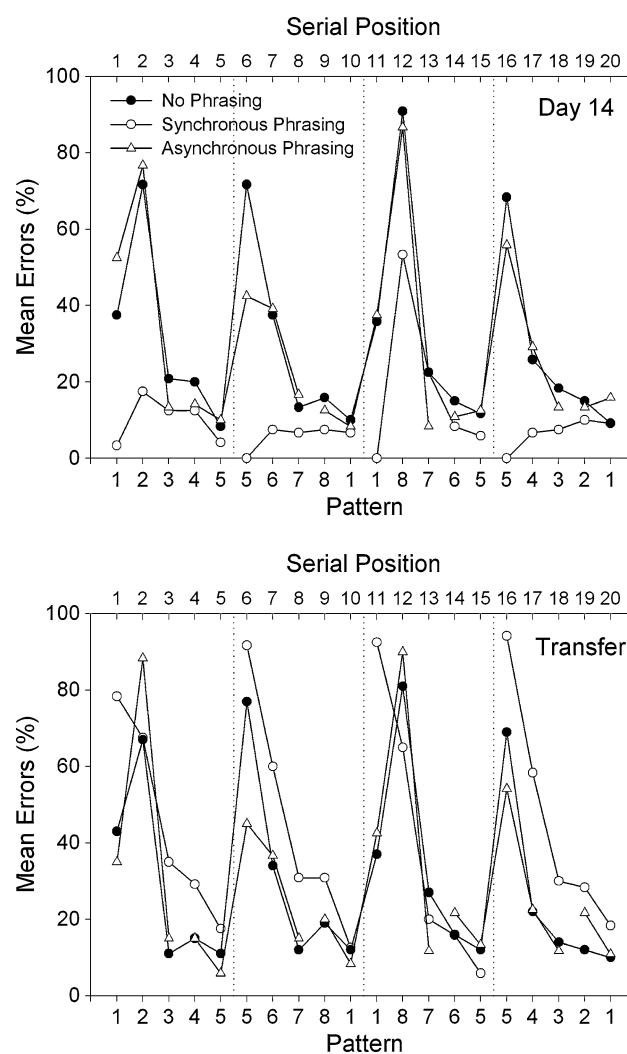 Serial Position
1 2 3 4 5 5 7 8 9 10 11 8 13 14 15 5 17 18 19 20
100
80
60
40
20
0
Mean Errors (%)
No Phrasing
Synchronous Phrasing
Asynchronous Phrasing
Day 14
1 2 3 4 5 5 6 7 8 1 1 8 7 6 5 5 4 3 2 1
Pattern
Serial Position
1 2 3 4 5 6 7 8 9 10 11 12 13 14 15 16 17 18 19 20
100
80
60
40
20
0
Mean Errors (%)
Transfer
1 2 3 4 5 5 6 7 8 1 1 8 7 6 5 5 4 3 2 1
Pattern